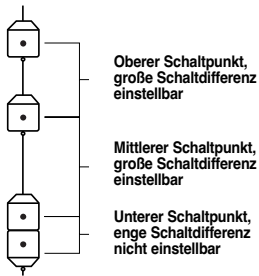 Oberer Schaltpunkt,
große Schaltdifferenz
einstellbar
Mittlerer Schaltpunkt,
große Schaltdifferenz
einstellbar
Unterer Schaltpunkt,
enge Schaltdifferenz
nicht einstellbar